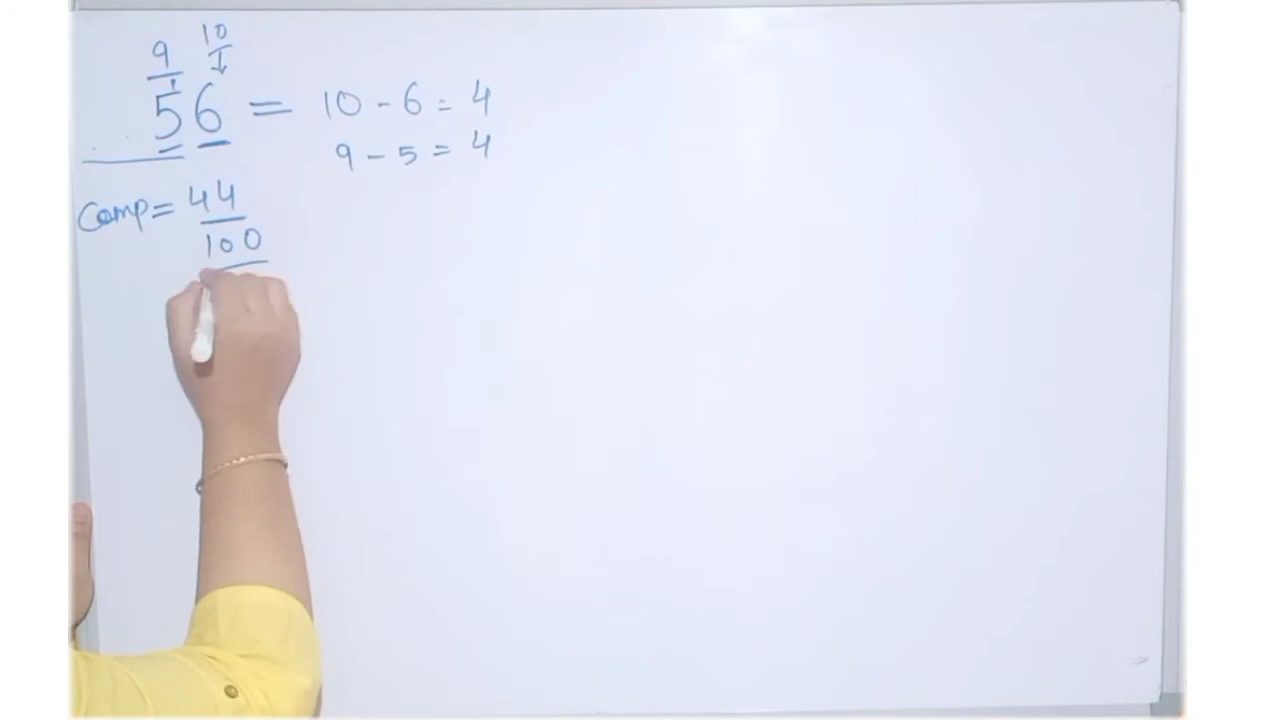 9 10
56 = 10 - 6 = 4
9 - 5 = 4
Comp = 44
100